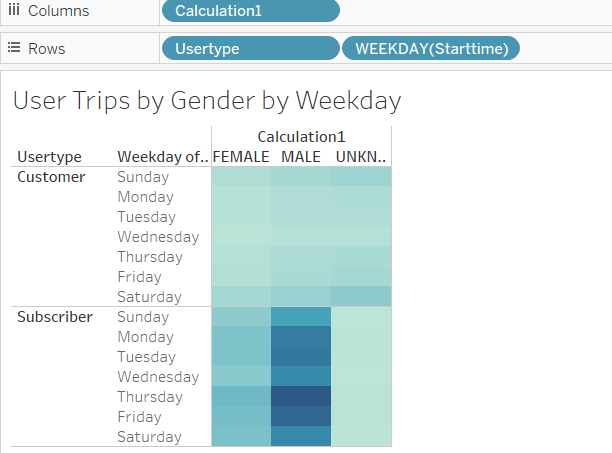 Columns Calculation1
Rows Usertype WEEKDAY(Starttime)
User Trips by Gender by Weekday
Calculation1
Usertype Weekday of.. FEMALE MALE UNKN..
Customer Sunday
Monday
Tuesday
Wednesday
Thursday
Friday
Saturday
Subscriber Sunday
Monday
Tuesday
Wednesday
Thursday
Friday
Saturday